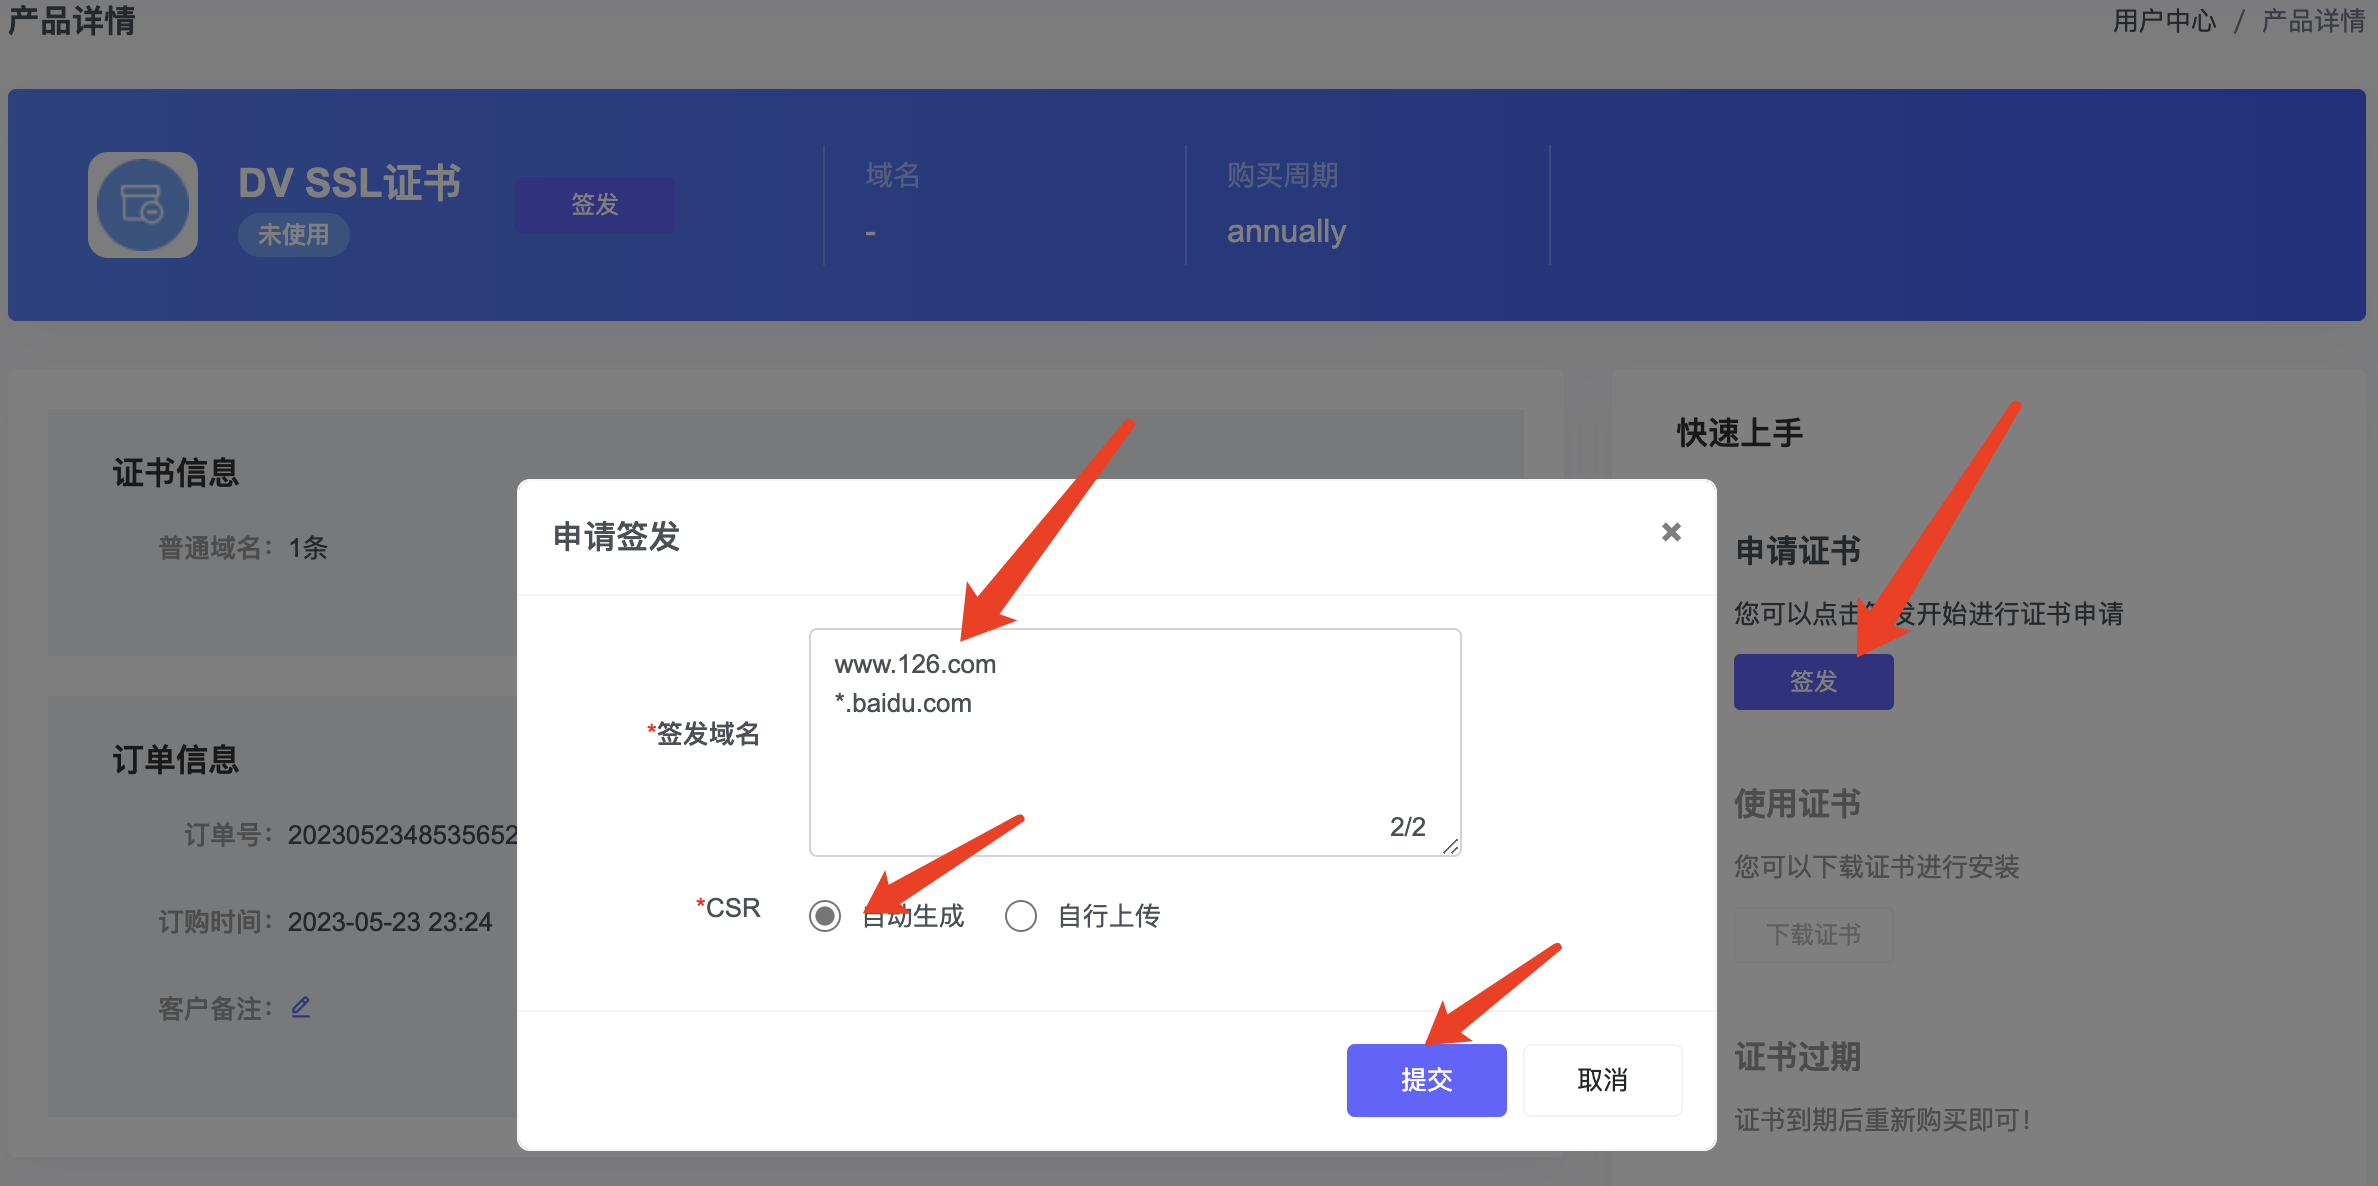 产品详情
用户中心 / 产品详情
DV SSL证书
未使用
签发
域名
-
购买周期
annually
证书信息
普通域名： 1条
订单信息
订单号： 2023052348535652
订购时间： 2023-05-23 23:24
客户备注：
申请签发
*签发域名
www.126.com
*.baidu.com
2/2
*CSR
自动生成
自行上传
提交
取消
快速上手
申请证书
您可以点击签发开始进行证书申请
签发
使用证书
您可以下载证书进行安装
下载证书
证书过期
证书到期后重新购买即可！